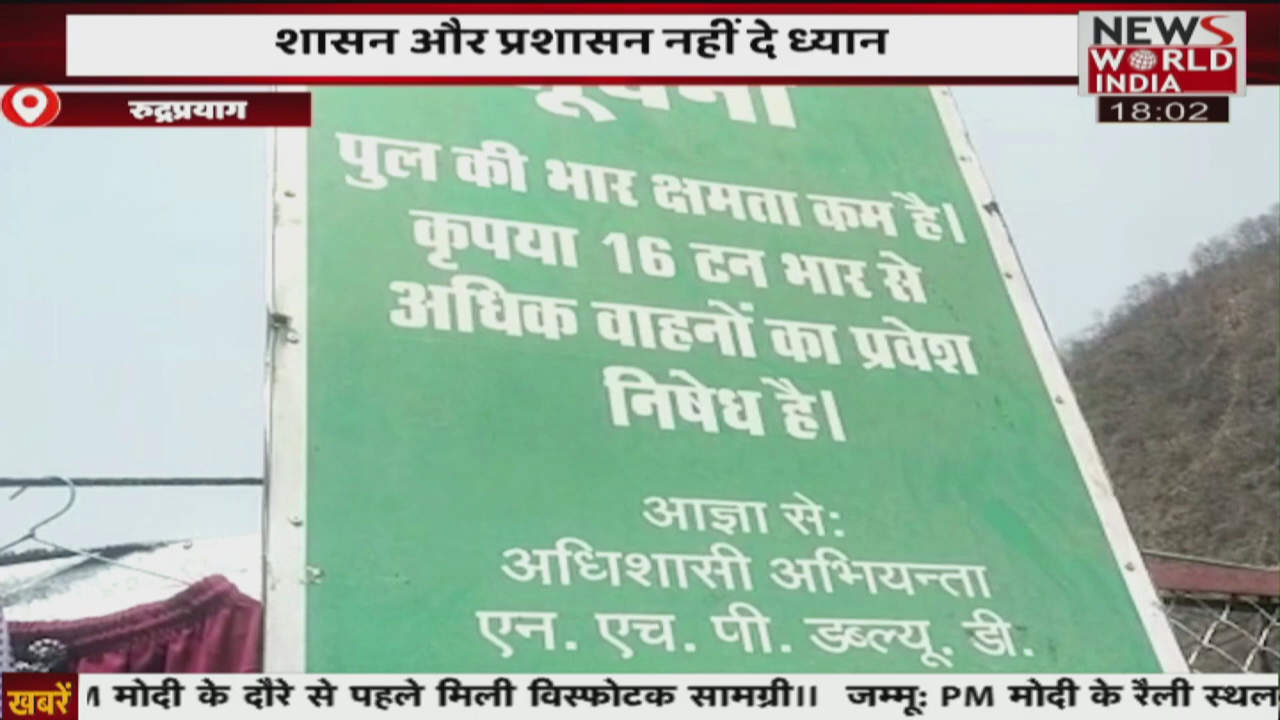 शासन और प्रशासन नहीं दे ध्यान
NEWS
WORLD
INDIA
18:02
रुद्रप्रयाग
पुल की भार क्षमता कम है।
कृपया 16 टन भार से
अधिक वाहनों का प्रवेश
निषेध है।
आज्ञा से:
अधिशासी अभियन्ता
एन. एच. पी. डब्ल्यू. डी.
खबरें
मोदी के दौरे से पहले मिली विस्फोटक सामग्री।। जम्मू: PM मोदी के रैली स्थल